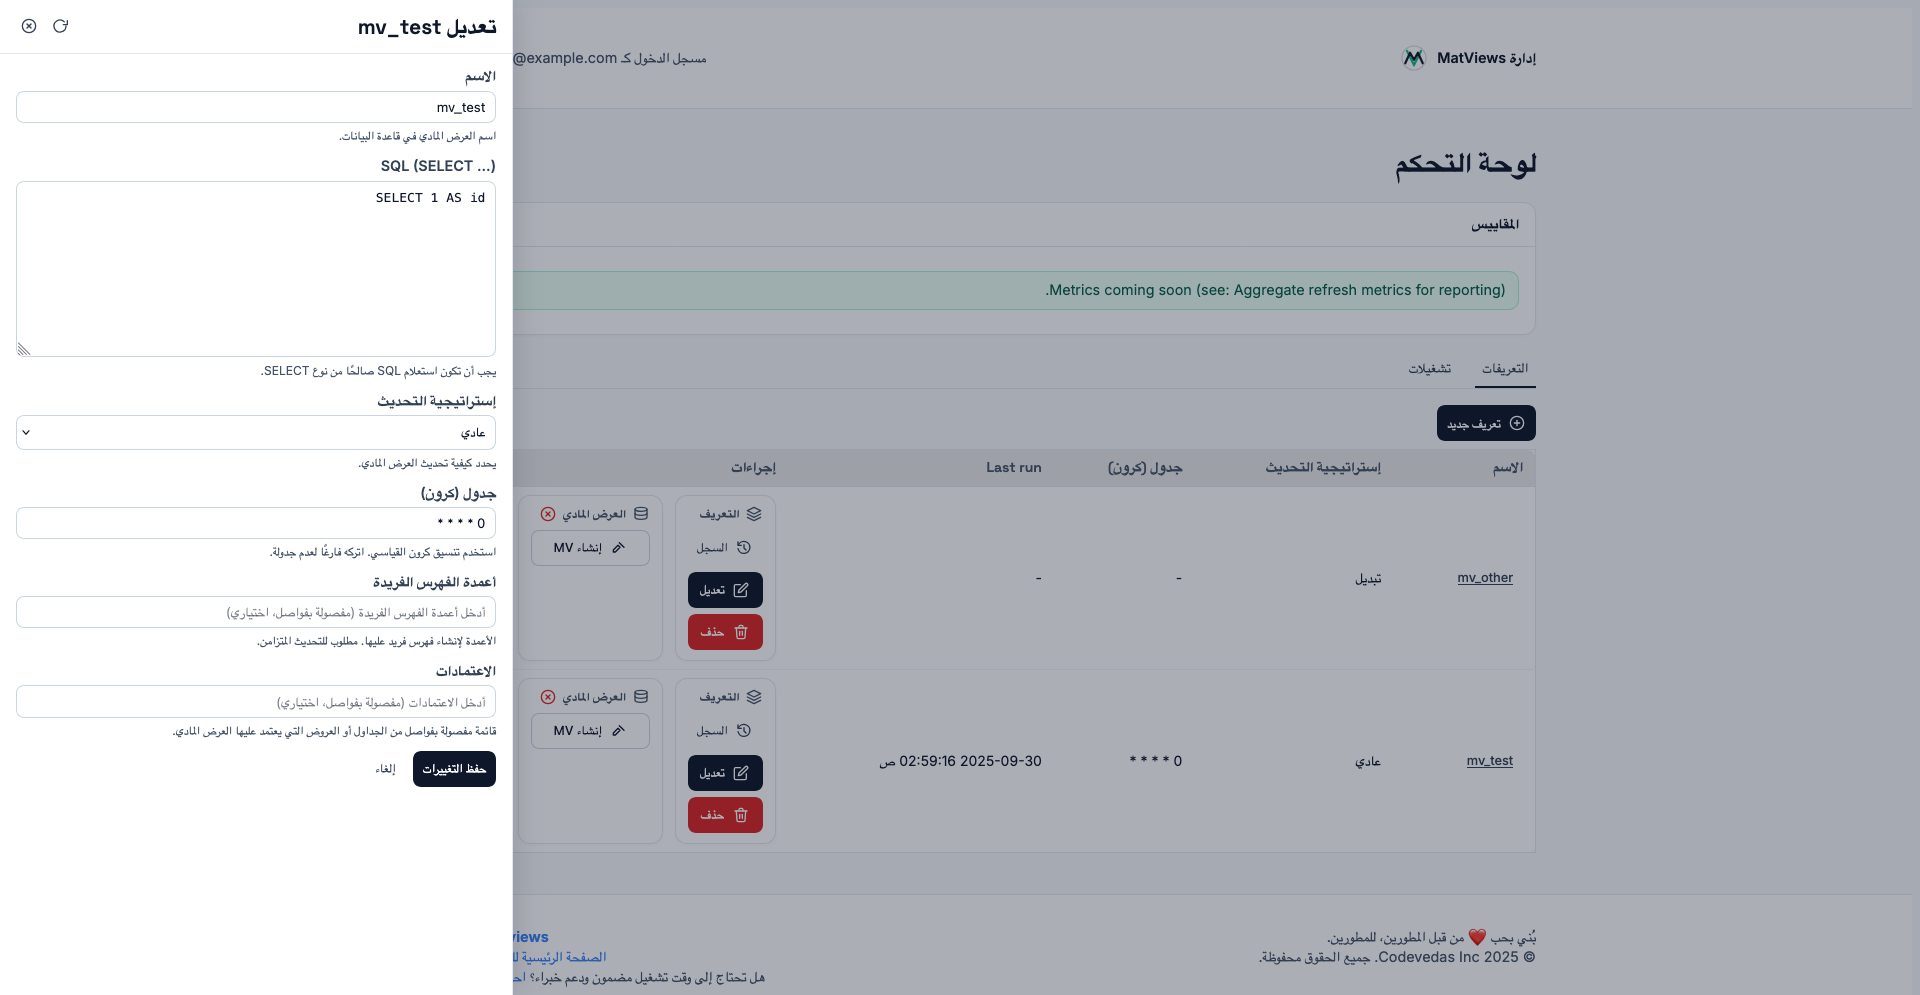 تعديل mv_test
الاسم
mv_test
اسم العرض المادي في قاعدة البيانات.
SQL (SELECT ...)
SELECT 1 AS id
يجب أن تكون استعلام SQL صالحًا من نوع SELECT.
إستراتيجية التحديث
عادي
يحدد كيفية تحديث العرض المادي.
جدول (كرون)
0 * * * *
استخدم تنسيق كرون القياسي. اتركه فارغًا لعدم جدولة.
أعمدة الفهرس الفريدة
أدخل أعمدة الفهرس الفريدة (مفصولة بفواصل، اختياري)
الأعمدة لإنشاء فهرس فريد عليها. مطلوب للتحديث المتزامن.
الاعتمادات
أدخل الاعتمادات (مفصولة بفواصل، اختياري)
قائمة مفصولة بفواصل من الجداول أو العروض التي يعتمد عليها العرض المادي.
حفظ التغييرات
إلغاء
إدارة MatViews
مسجل الدخول كـ @example.com
لوحة التحكم
المقاييس
Metrics coming soon (see: Aggregate refresh metrics for reporting).
التعريفات
تشغيلات
تعريف جديد
الاسم إستراتيجية التحديث جدول (كرون) Last run إجراءات
mv_other تبديل - -
التعريف
السجل
تعديل
حذف
العرض المادي
إنشاء MV
mv_test عادي 0 * * * * 2025-09-30 02:59:16 ص
التعريف
السجل
تعديل
حذف
العرض المادي
إنشاء MV
بُني بحب ❤️ من قبل المطورين، للمطورين.
© 2025 Codevedas Inc. جميع الحقوق محفوظة.
الصفحة الرئيسية
هل تحتاج إلى وقت تشغيل مضمون ودعم خبراء؟